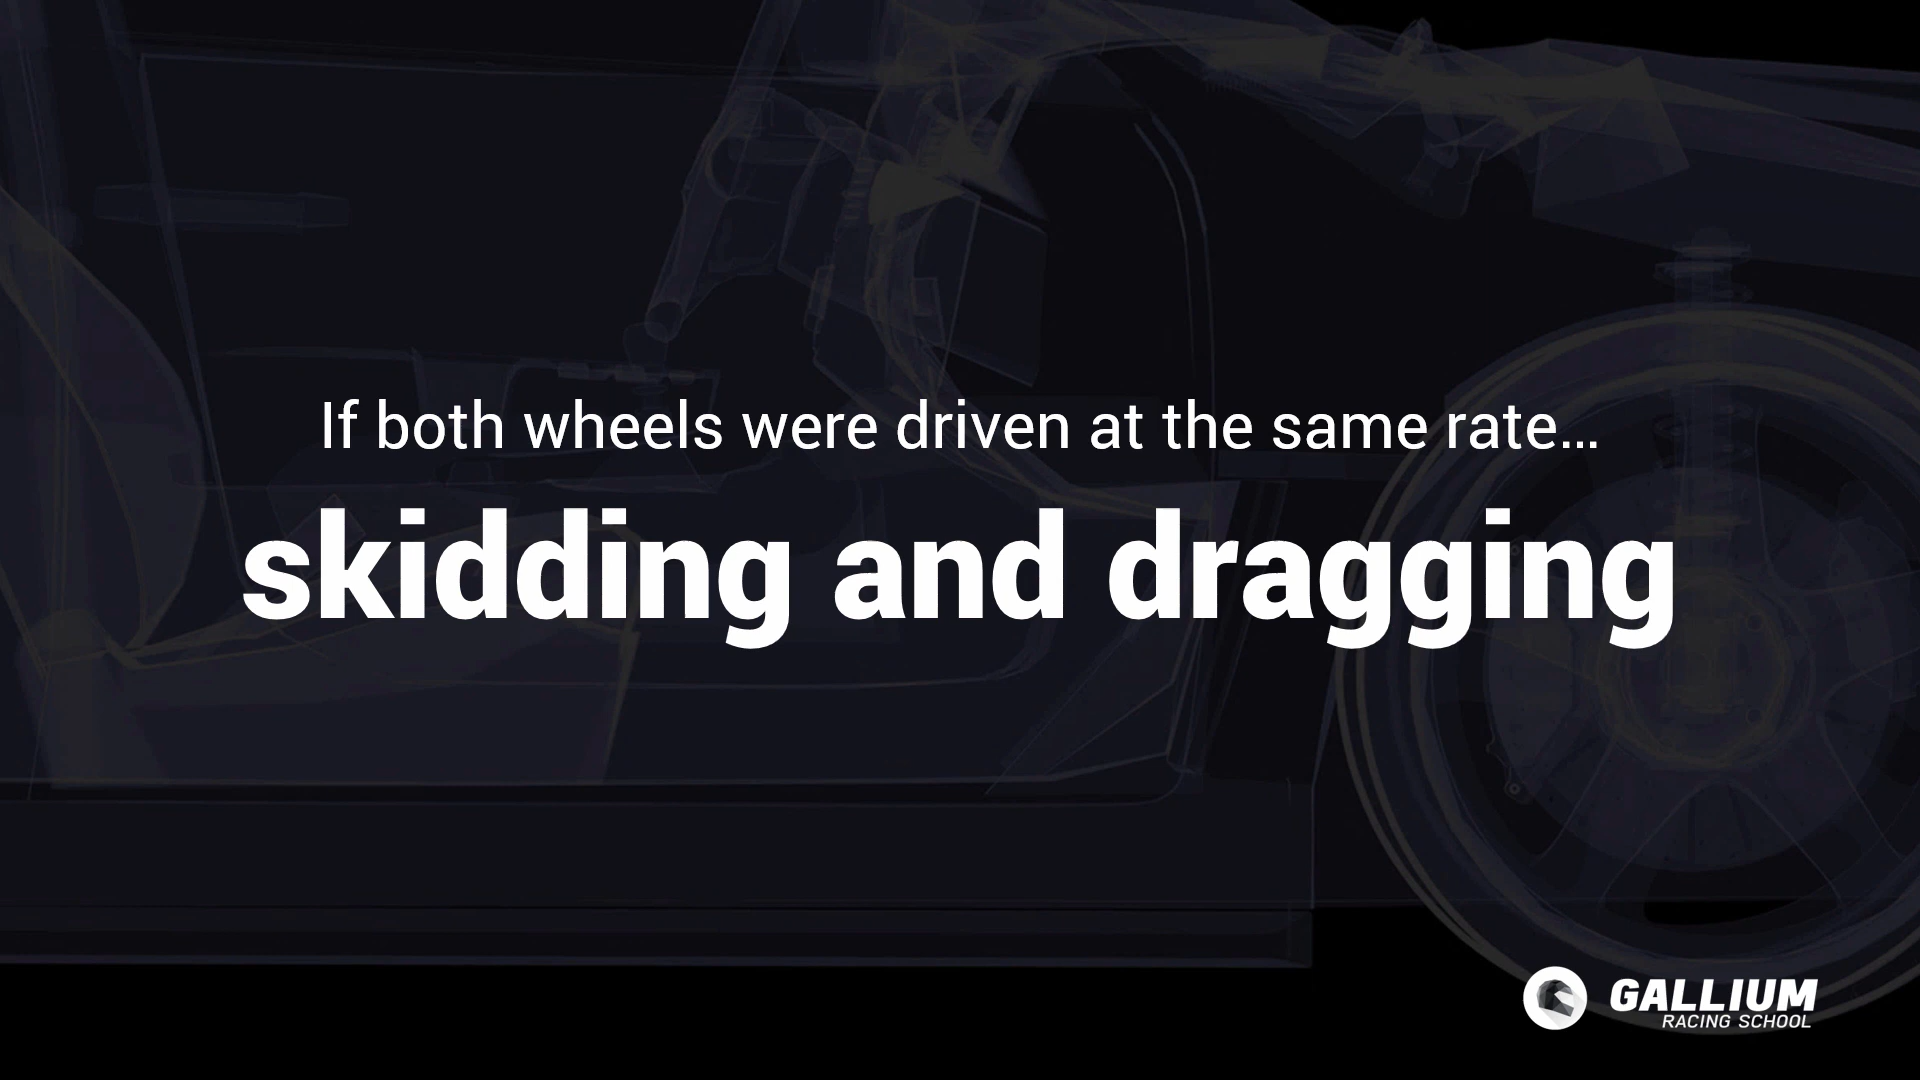 If both wheels were driven at the same rate...
skidding and dragging
GALLIUM
RACING SCHOOL